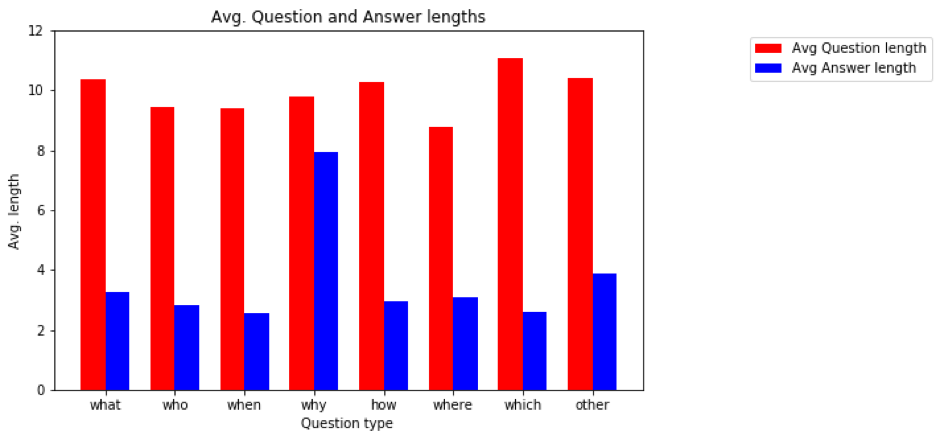 Avg. Question and Answer lengths
12
10
8
6
4
2
0
Avg. length
what who when why how where which other
Question type
Avg Question length
Avg Answer length